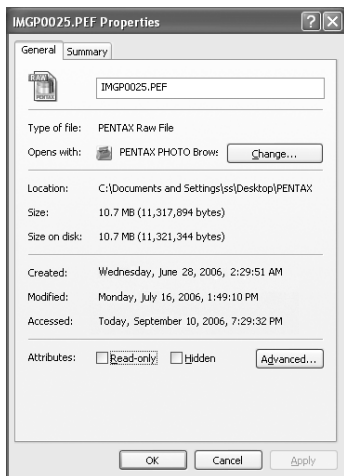 IMGP0025.PEF Properties
General Summary
RAW
PENTAX
IMGP0025.PEF
Type of file: PENTAX Raw File
Opens with: PENTAX PHOTO Brows Change...
Location: C:\Documents and Settings\ss\Desktop\PENTAX
Size: 10.7 MB (11,317,894 bytes)
Size on disk: 10.7 MB (11,321,344 bytes)
Created: Wednesday, June 28, 2006, 2:29:51 AM
Modified: Monday, July 16, 2006, 1:49:10 PM
Accessed: Today, September 10, 2006, 7:29:32 PM
Attributes: Read-only Hidden Advanced...
OK Cancel Apply